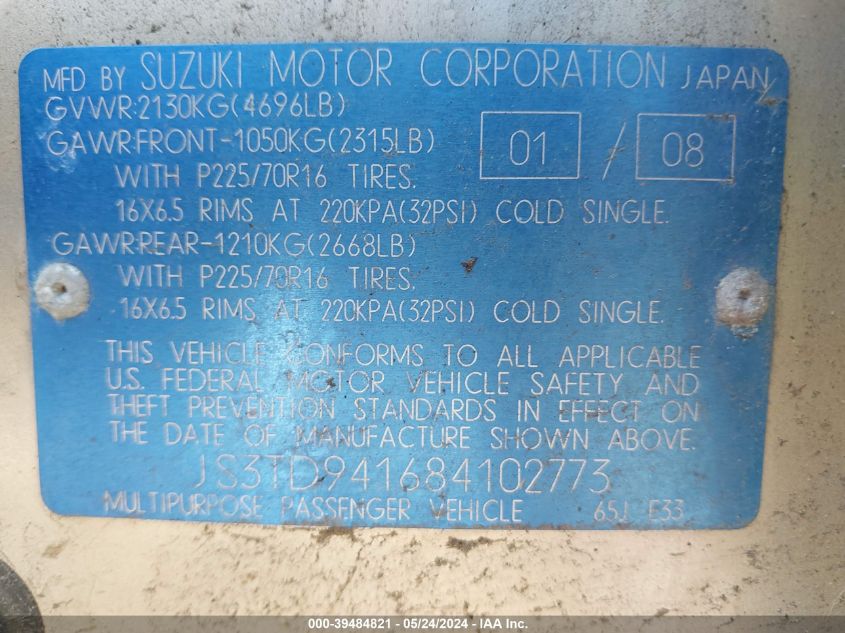 MFD BY SUZUKI MOTOR CORPORATION JAPAN
GVWR:2130KG(4696LB)
GAWR:FRONT-1050KG(2315LB) 01 / 08
WITH P225/70R16 TIRES.
16X6.5 RIMS AT 220KPA(32PSI) COLD SINGLE.
GAWR:REAR-1210KG(2668LB)
WITH P225/70R16 TIRES.
16X6.5 RIMS AT 220KPA(32PSI) COLD SINGLE.
THIS VEHICLE CONFORMS TO ALL APPLICABLE
U.S. FEDERAL MOTOR VEHICLE SAFETY AND
THEFT PREVENTION STANDARDS IN EFFECT ON
THE DATE OF MANUFACTURE SHOWN ABOVE.
JS3TD941684102773
MULTIPURPOSE PASSENGER VEHICLE 65J E33
000-39484821 - 05/24/2024 - IAA Inc.